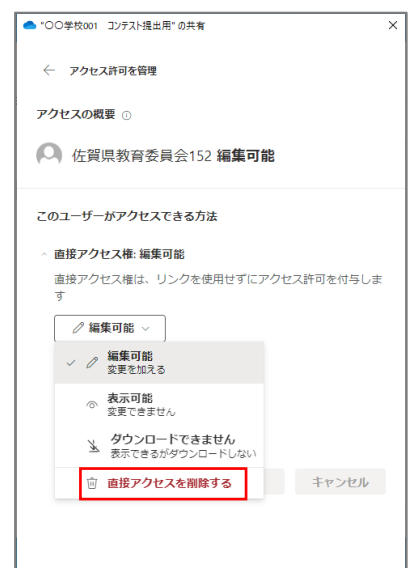 "〇〇学校001　コンテスト提出用" の共有
アクセス許可を管理
アクセスの概要
佐賀県教育委員会152 編集可能
このユーザーがアクセスできる方法
直接アクセス権: 編集可能
直接アクセス権は、リンクを使用せずにアクセス許可を付与しま
す
編集可能
編集可能
変更を加える
表示可能
変更できません
ダウンロードできません
表示できるがダウンロードしない
直接アクセスを削除する
キャンセル